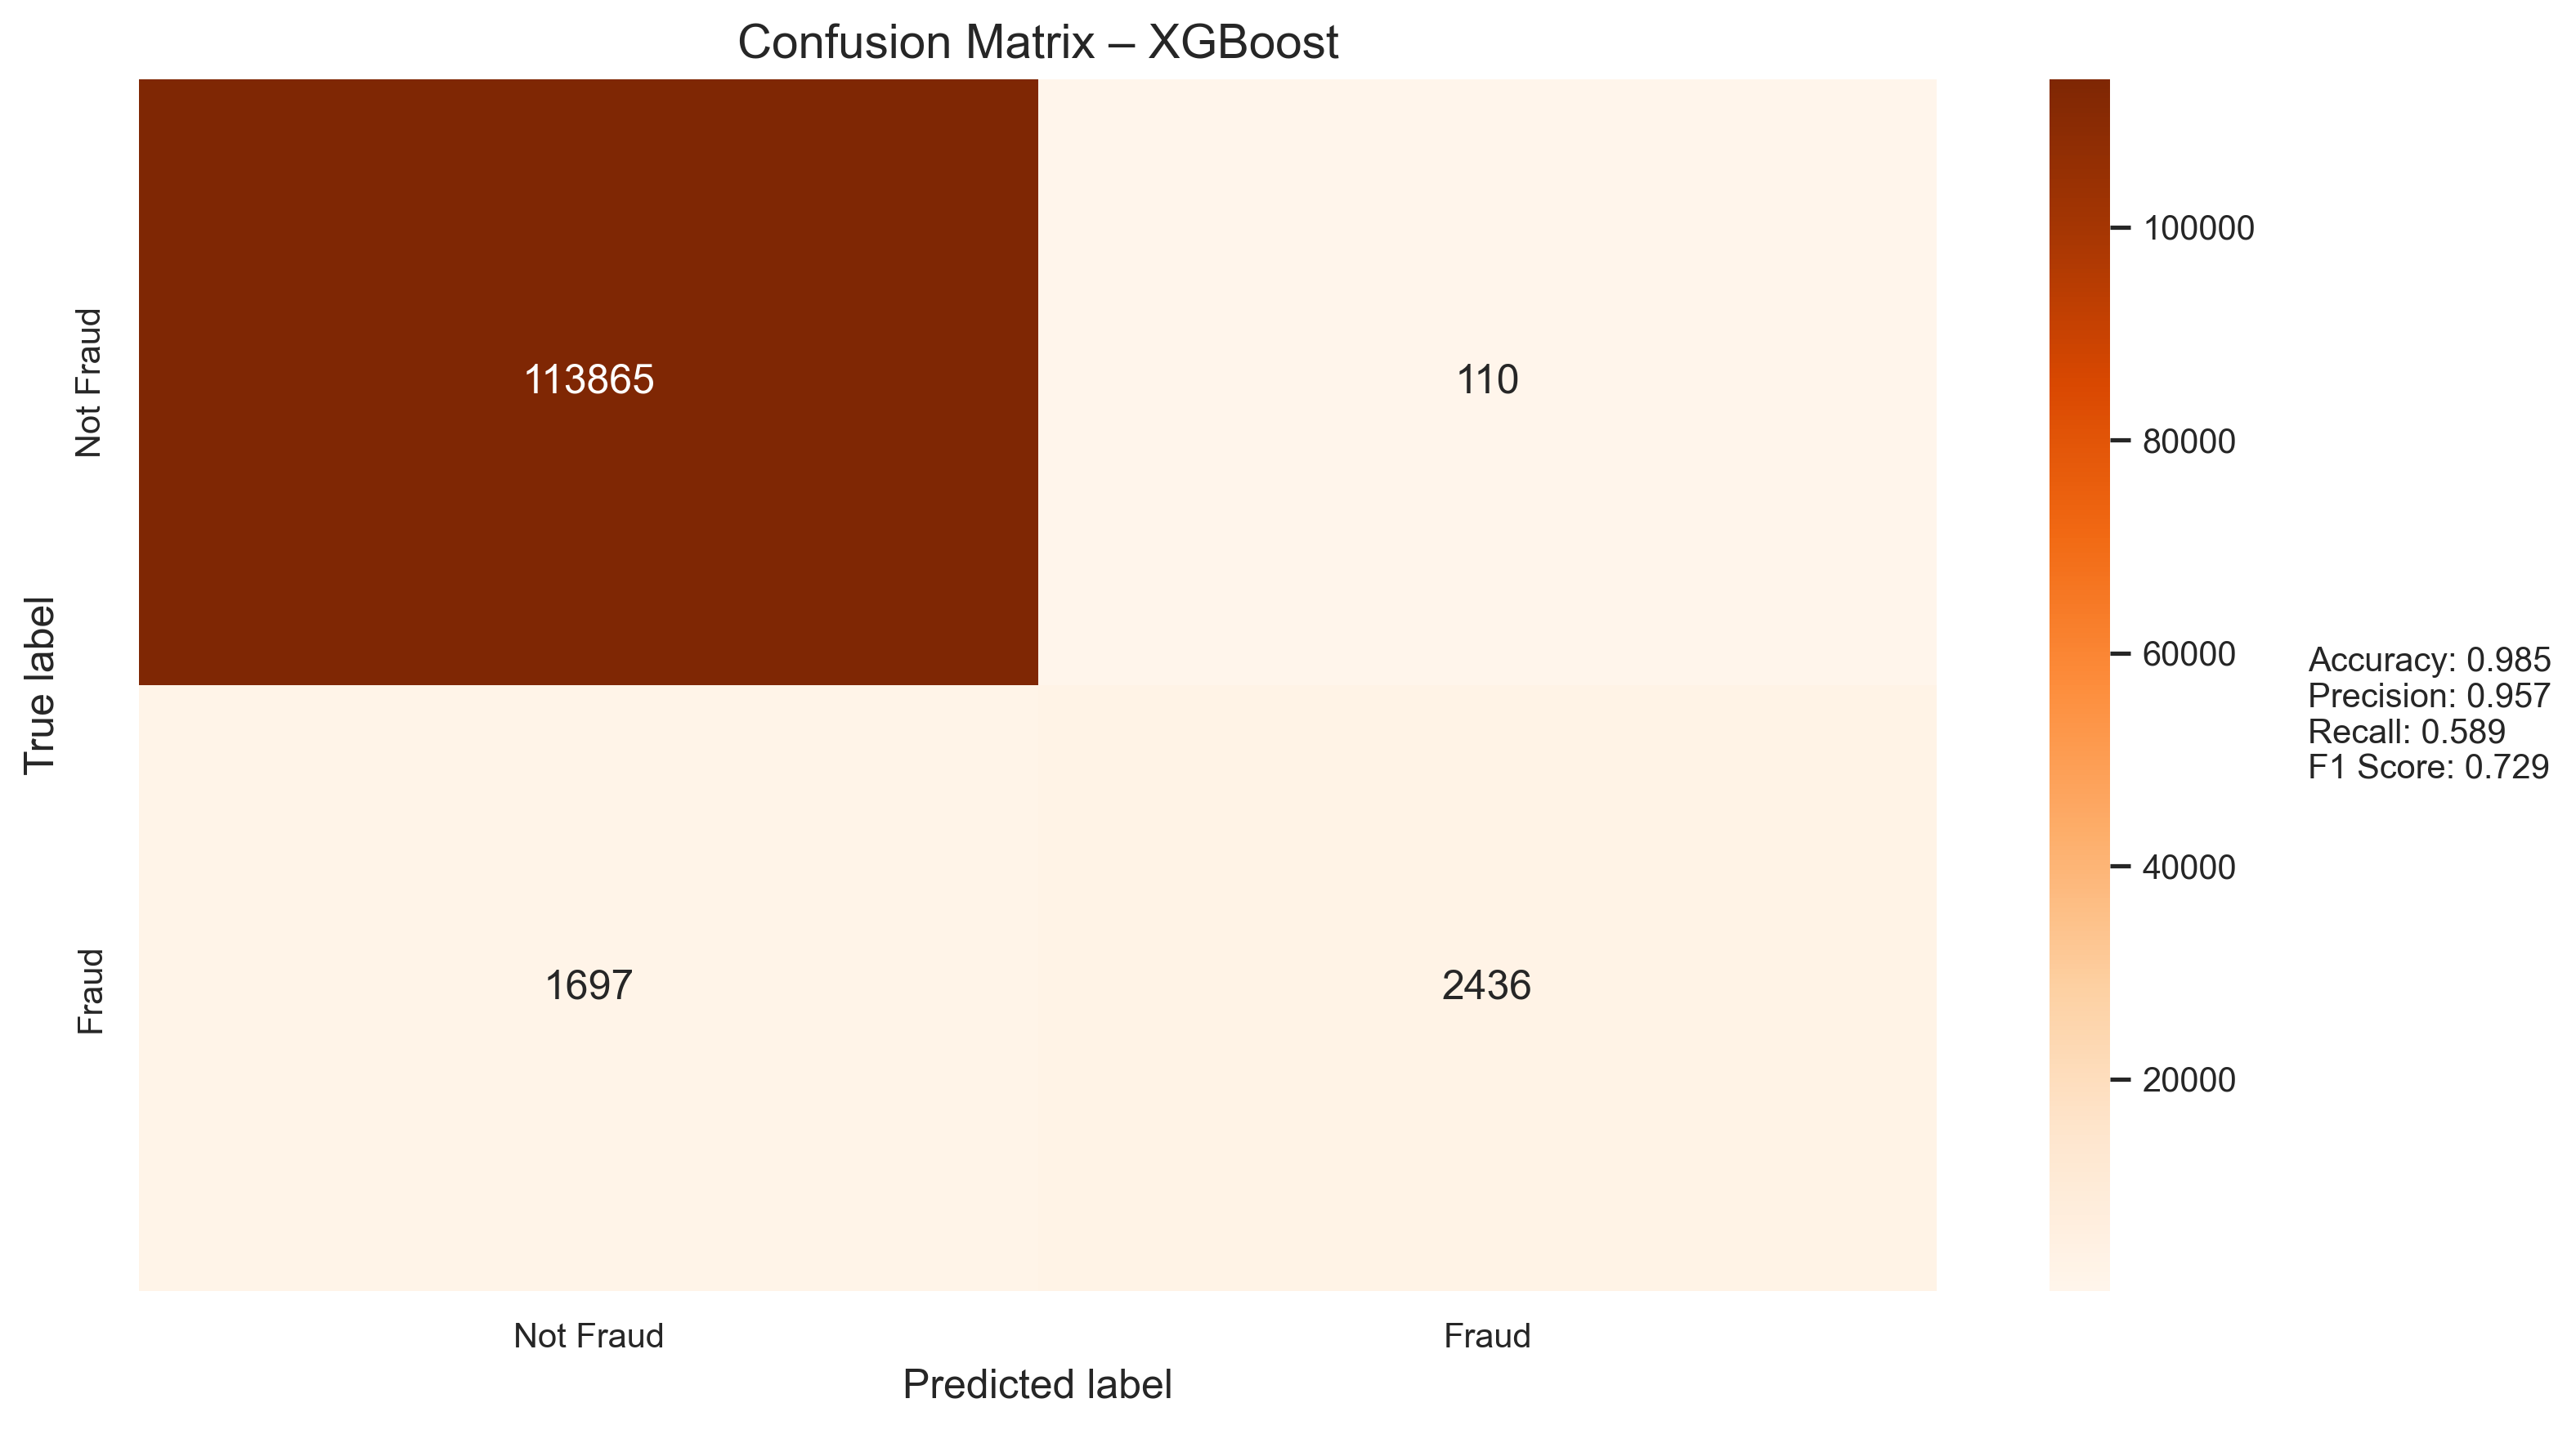 Confusion Matrix – XGBoost
True label
Not Fraud
Fraud
113865
110
1697
2436
Not Fraud
Fraud
Predicted label
100000
80000
60000
40000
20000
Accuracy: 0.985
Precision: 0.957
Recall: 0.589
F1 Score: 0.729